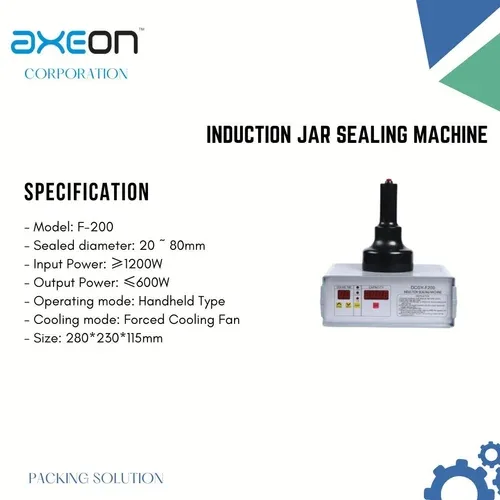 axeon™
CORPORATION
INDUCTION JAR SEALING MACHINE
SPECIFICATION
- Model: F-200
- Sealed diameter: 20 ~ 80mm
- Input Power: ≥1200W
- Output Power: ≤600W
- Operating mode: Handheld Type
- Cooling mode: Forced Cooling Fan
- Size: 280*230*115mm
PACKING SOLUTION